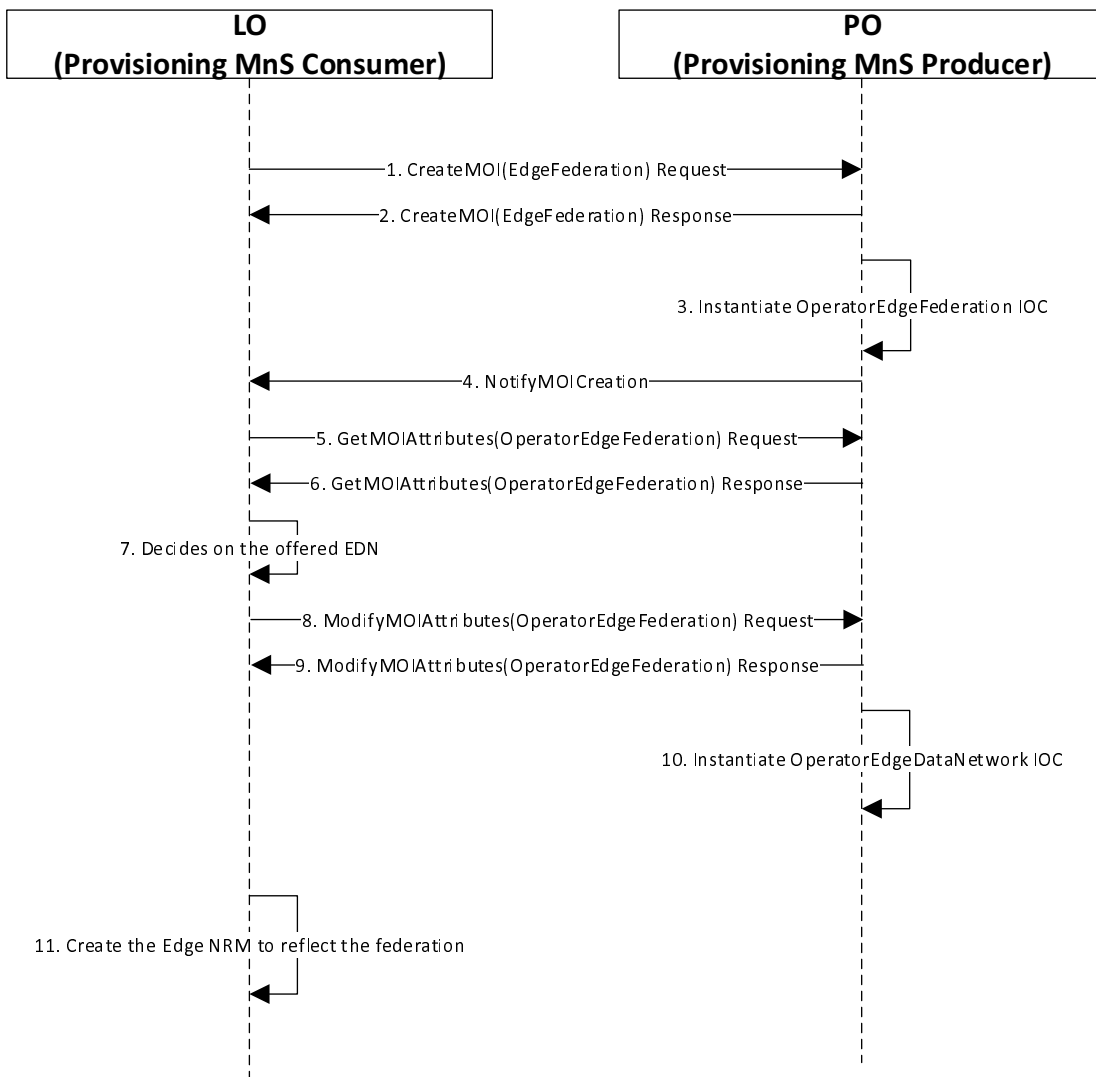 LO
(Provisioning MnS Consumer)
PO
(Provisioning MnS Producer)
1. CreateMOI(EdgeFederation) Request
2. CreateMOI(EdgeFederation) Response
3. Instantiate OperatorEdgeFederation IOC
4. NotifyMOICreation
5. GetMOIAttributes(OperatorEdgeFederation) Request
6. GetMOIAttributes(OperatorEdgeFederation) Response
7. Decides on the offered EDN
8. ModifyMOIAttributes(OperatorEdgeFederation) Request
9. ModifyMOIAttributes(OperatorEdgeFederation) Response
10. Instantiate OperatorEdgeDataNetwork IOC
11. Create the Edge NRM to reflect the federation